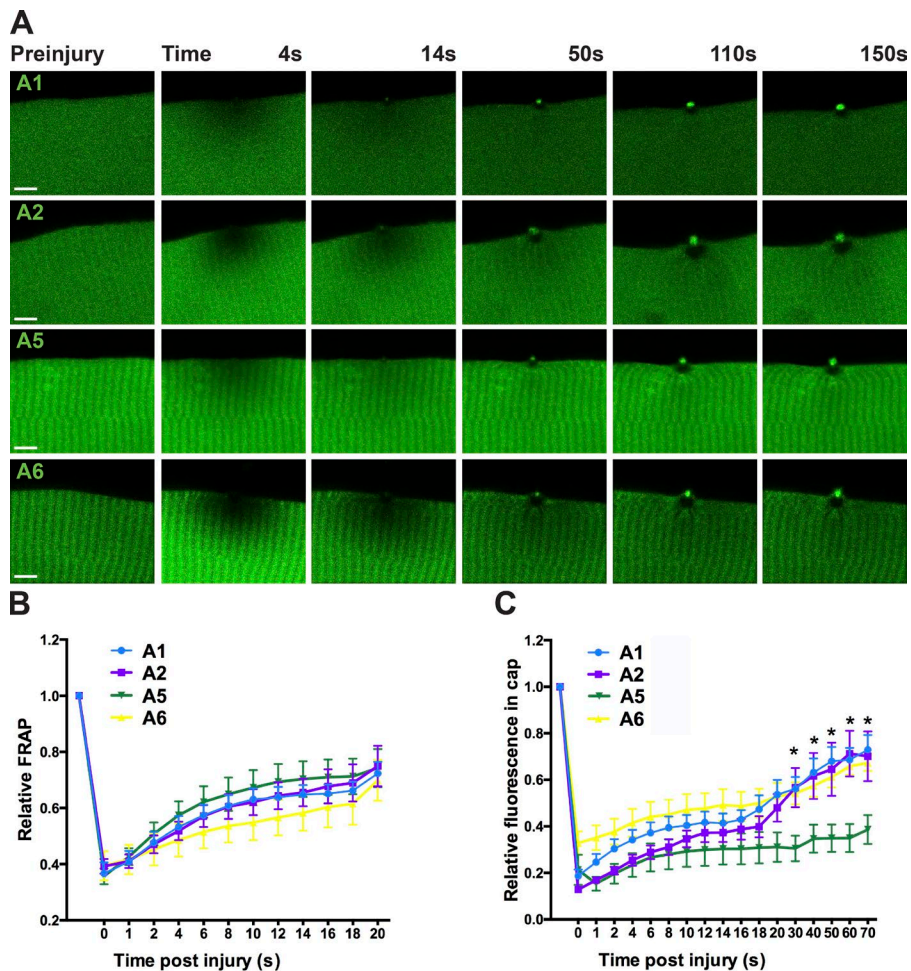 A
Preinjury Time 4s 14s 50s 110s 150s
A1
A2
A5
A6
B
Relative FRAP
1.2
1.0
0.8
0.6
0.4
0.2
A1
A2
A5
A6
0 1 2 4 6 8 10 12 14 16 18 20
Time post injury (s)
C
Relative fluorescence in cap
1.2
1.0
0.8
0.6
0.4
0.2
0.0
A1
A2
A5
A6
* * * * *
0 1 2 4 6 8 10 12 14 16 18 20 30 40 50 60 70
Time post injury (s)